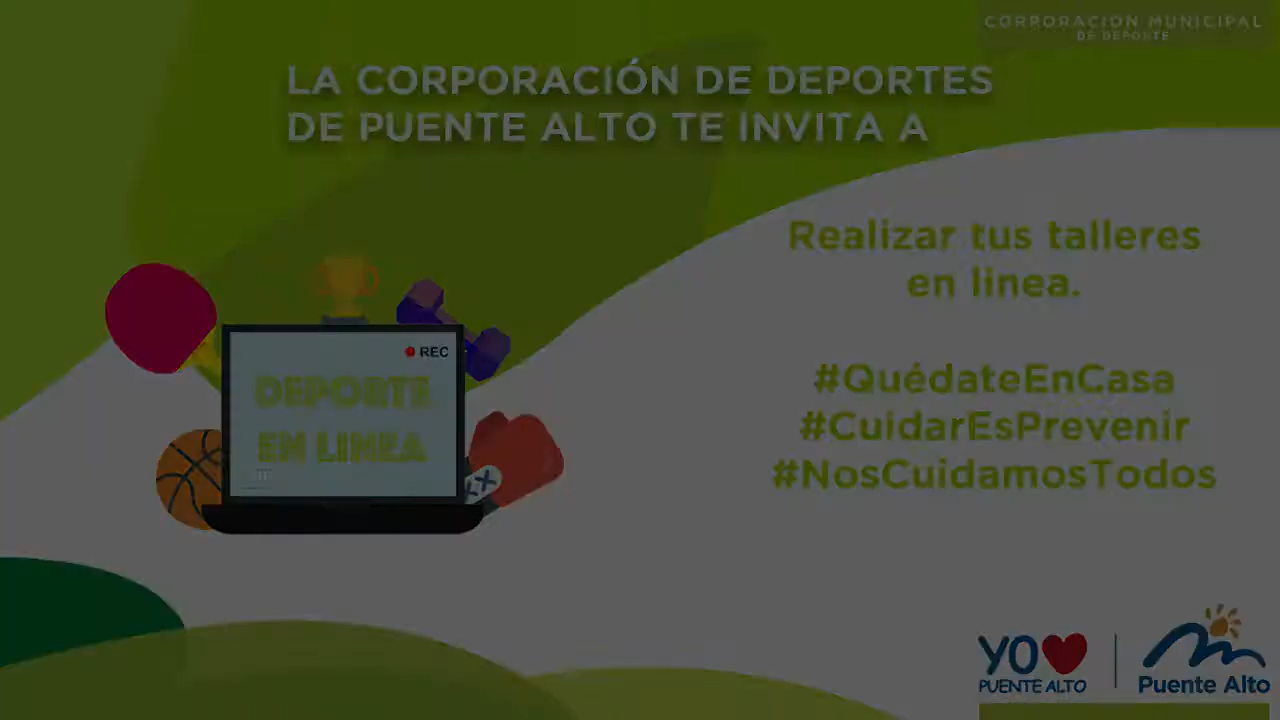 CORPORACIÓN MUNICIPAL
DE DEPORTE
LA CORPORACIÓN DE DEPORTES
DE PUENTE ALTO TE INVITA A
Realizar tus talleres
en linea.
REC
DEPORTE
EN LINEA
#QuédateEnCasa
#CuidarEsPrevenir
#NosCuidamosTodos
YO
PUENTE ALTO
Puente Alto